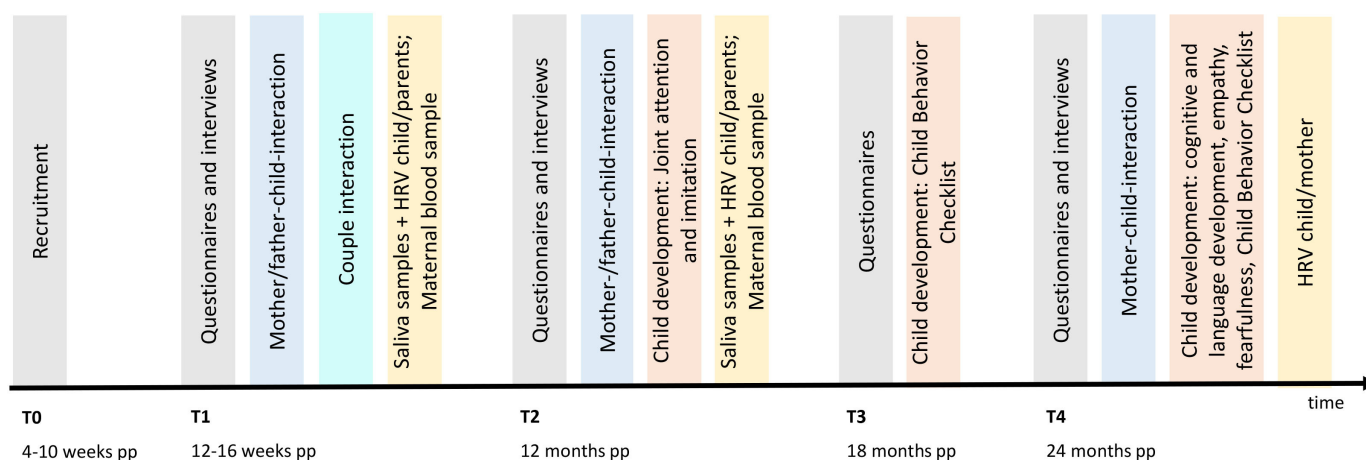 Recruitment
Questionnaires and interviews
Mother/father-child-interaction
Couple interaction
Saliva samples + HRV child/parents;
Maternal blood sample
Questionnaires and interviews
Mother-/father-child-interaction
Child development: Joint attention
and imitation
Saliva samples + HRV child/parents;
Maternal blood sample
Questionnaires
Child development: Child Behavior
Checklist
Questionnaires and interviews
Mother-child-interaction
Child development: cognitive and
language development, empathy,
fearfulness, Child Behavior Checklist
HRV child/mother
time
T0
T1
T2
T3
T4
4-10 weeks pp
12-16 weeks pp
12 months pp
18 months pp
24 months pp